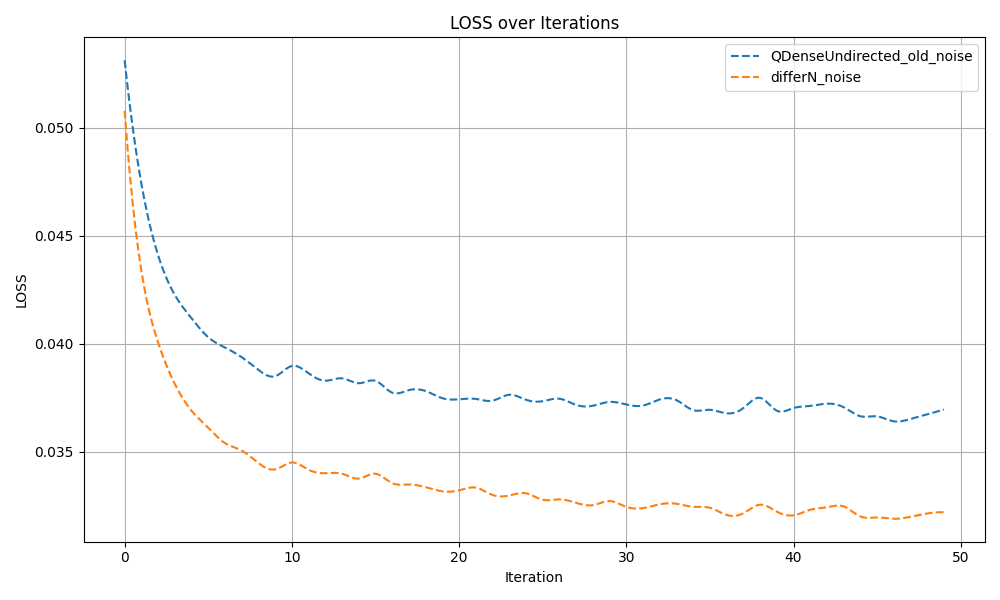 LOSS over Iterations
QDenseUndirected_old_noise
differN_noise
0.050
0.045
0.040
0.035
LOSS
0 10 20 30 40 50
Iteration